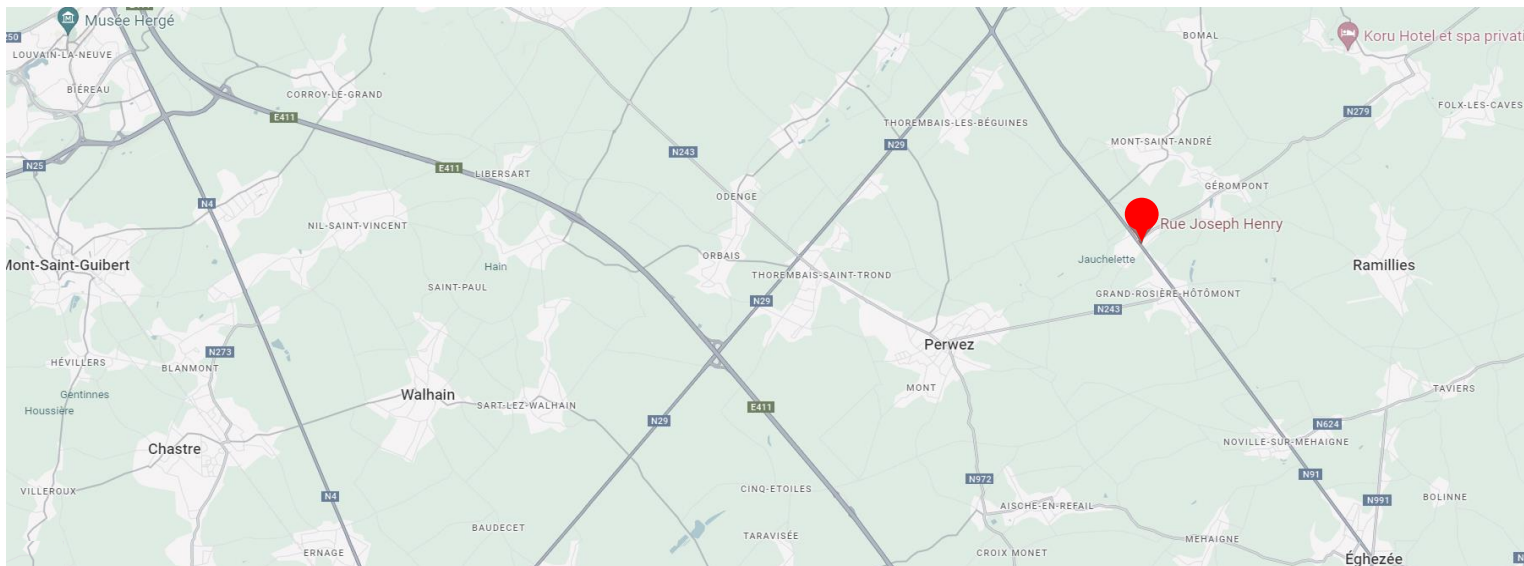 Musée Hergé
E411
BOMAL
Koru Hotel et spa privati
N250
LOUVAIN-LA-NEUVE
BIÉREAU
CORROY-LE-GRAND
E411
THOREMBAIS-LES-BÉGUINES
N279
FOLX-LES-CAVES
MONT-SAINT-ANDRÉ
N29
N243
N25
E411
LIBERSART
ODENGE
GÉROMPONT
N4
NIL-SAINT-VINCENT
Rue Joseph Henry
Mont-Saint-Guibert
Hain
ORBAIS
THOREMBAIS-SAINT-TROND
Jauchelette
Ramillies
SAINT-PAUL
N29
GRAND-ROSIÈRE-HÔTÔMONT
N243
Perwez
N273
HÉVILLERS
BLANMONT
MONT
TAVIERS
Gentinnes
Houssière
Walhain
SART-LEZ-WALHAIN
E411
N29
N624
NOVILLE-SUR-MEHAIGNE
Chastre
N91
N972
VILLEROUX
CINQ-ETOILES
N4
N991
BOLINNE
AISCHE-EN-REFAIL
BAUDECET
TARAVISÉE
MEHAIGNE
ERNAGE
CROIX MONET
Éghezée